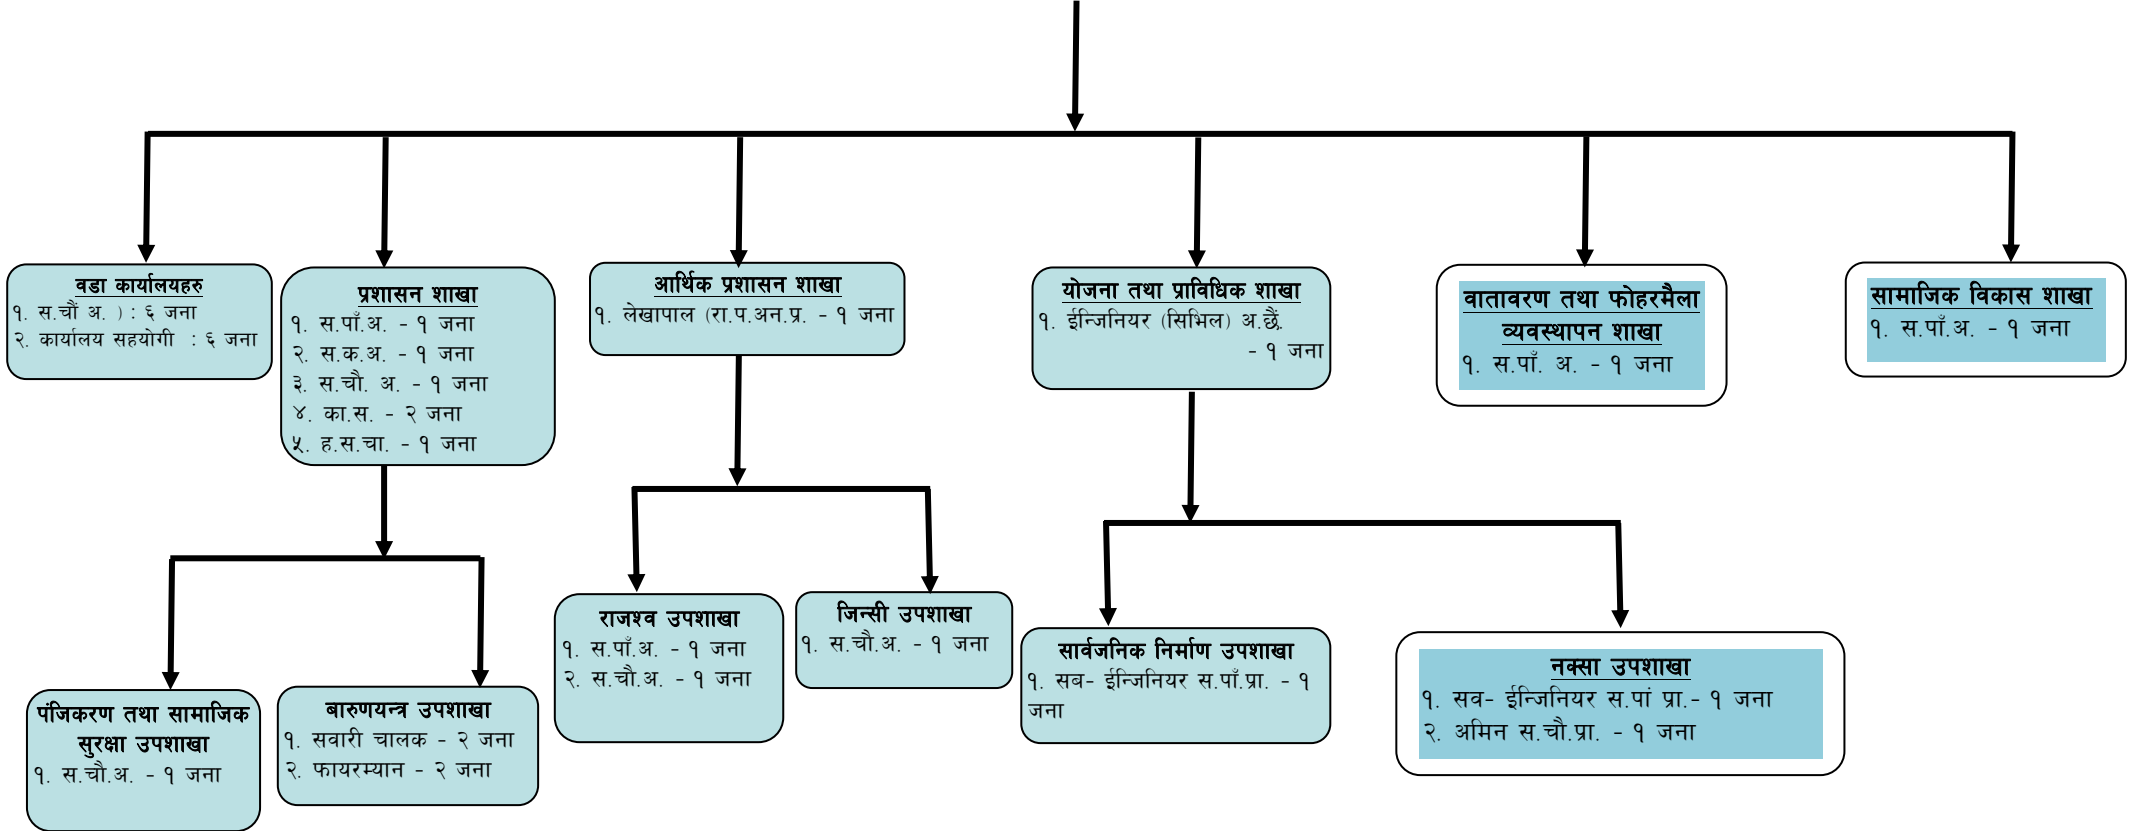 वडा कार्यालयहरु
१. स.चौं अ. ) : ६ जना
२. कार्यालय सहयोगी : ६ जना
प्रशासन शाखा
१. स.पाँ.अ. - १ जना
२. स.क.अ. - १ जना
३. स.चौ. अ. - १ जना
४. का.स. - २ जना
५. ह.स.चा. - १ जना
आर्थिक प्रशासन शाखा
१. लेखापाल (रा.प.अन.प्र. - १ जना
योजना तथा प्राविधिक शाखा
१. ईन्जिनियर (सिभिल) अ.छैं.
- १ जना
वातावरण तथा फोहरमैला
व्यवस्थापन शाखा
१. स.पाँ. अ. - १ जना
सामाजिक विकास शाखा
१. स.पाँ.अ. - १ जना
पंजिकरण तथा सामाजिक
सुरक्षा उपशाखा
१. स.चौ.अ. - १ जना
बारुणयन्त्र उपशाखा
१. सवारी चालक - २ जना
२. फायरम्यान - २ जना
राजश्व उपशाखा
१. स.पाँ.अ. - १ जना
२. स.चौ.अ. - १ जना
जिन्सी उपशाखा
१. स.चौ.अ. - १ जना
सार्वजनिक निर्माण उपशाखा
१. सब- ईन्जिनियर स.पाँ.प्रा. - १
जना
नक्सा उपशाखा
१. सव- ईन्जिनियर स.पां प्रा.- १ जना
२. अमिन स.चौ.प्रा. - १ जना